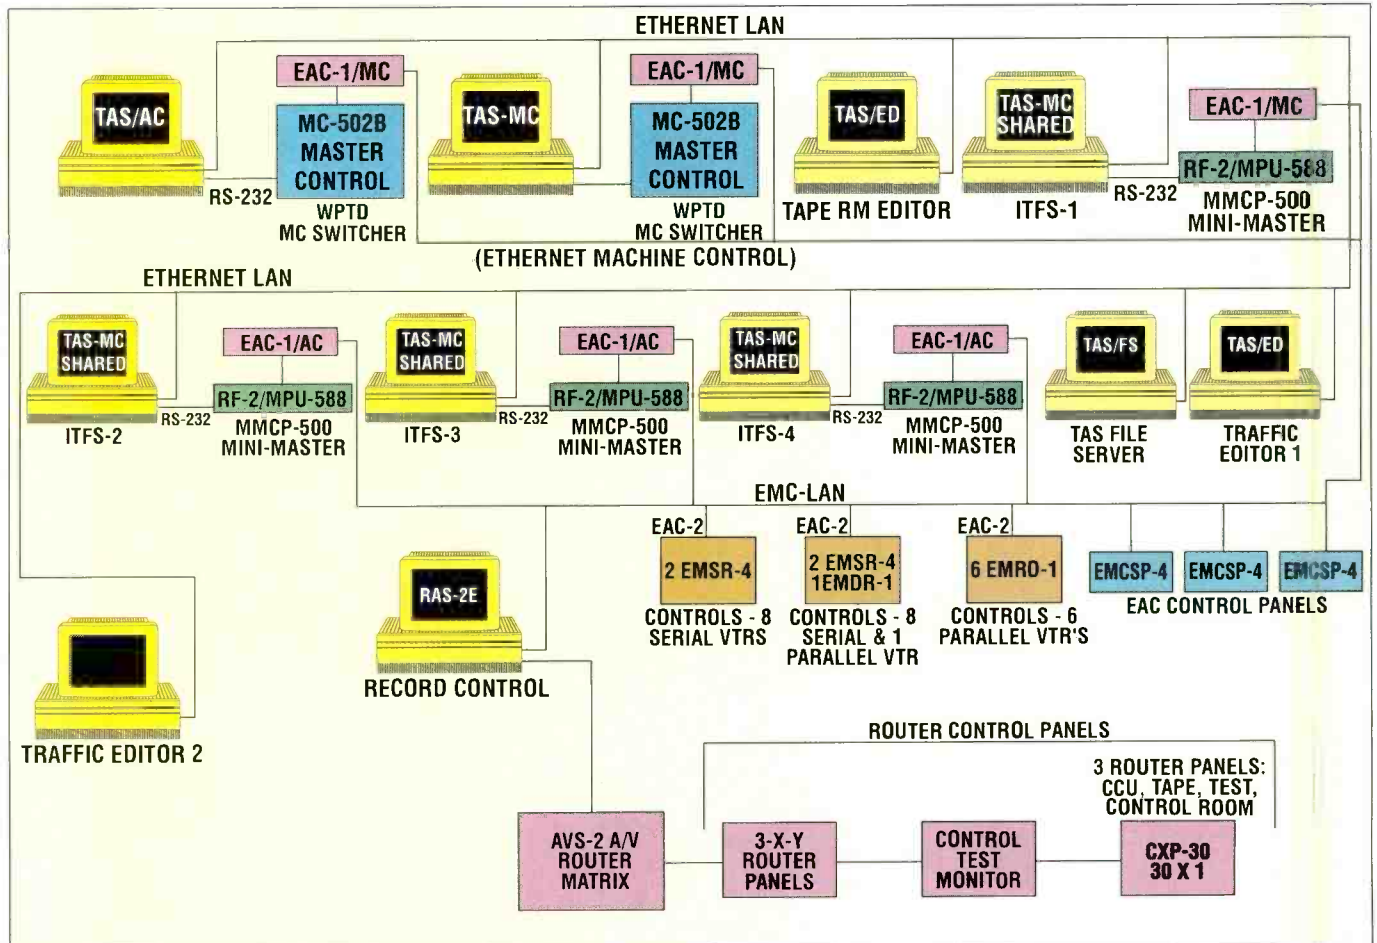 ETHERNET LAN
TAS/AC
EAC-1/MC
MC-502B
MASTER
CONTROL
RS-232
WPTD
MC SWITCHER
TAS-MC
EAC-1/MC
MC-502B
MASTER
CONTROL
WPTD
MC SWITCHER
TAS/ED
TAPE RM EDITOR
TAS-MC
SHARED
ITFS-1
EAC-1/MC
RF-2/MPU-588
RS-232
MMCP-500
MINI-MASTER
(ETHERNET MACHINE CONTROL)
ETHERNET LAN
TAS-MC
SHARED
ITFS-2
EAC-1/AC
RF-2/MPU-588
RS-232
MMCP-500
MINI-MASTER
TAS-MC
SHARED
ITFS-3
EAC-1/AC
RF-2/MPU-588
RS-232
MMCP-500
MINI-MASTER
TAS-MC
SHARED
ITFS-4
EAC-1/AC
RF-2/MPU-588
RS-232
MMCP-500
MINI-MASTER
TAS/FS
TAS FILE
SERVER
TAS/ED
TRAFFIC
EDITOR 1
EMC-LAN
EAC-2
2 EMSR-4
CONTROLS - 8
SERIAL VTRS
EAC-2
2 EMSR-4
1EMDR-1
CONTROLS - 8
SERIAL & 1
PARALLEL VTR
EAC-2
6 EMRO-1
CONTROLS - 6
PARALLEL VTR'S
EMCSP-4
EMCSP-4
EMCSP-4
EAC CONTROL PANELS
RAS-2E
RECORD CONTROL
TRAFFIC EDITOR 2
ROUTER CONTROL PANELS
3 ROUTER PANELS:
CCU, TAPE, TEST,
CONTROL ROOM
AVS-2 A/V
ROUTER
MATRIX
3-X-Y
ROUTER
PANELS
CONTROL
TEST
MONITOR
CXP-30
30 X 1